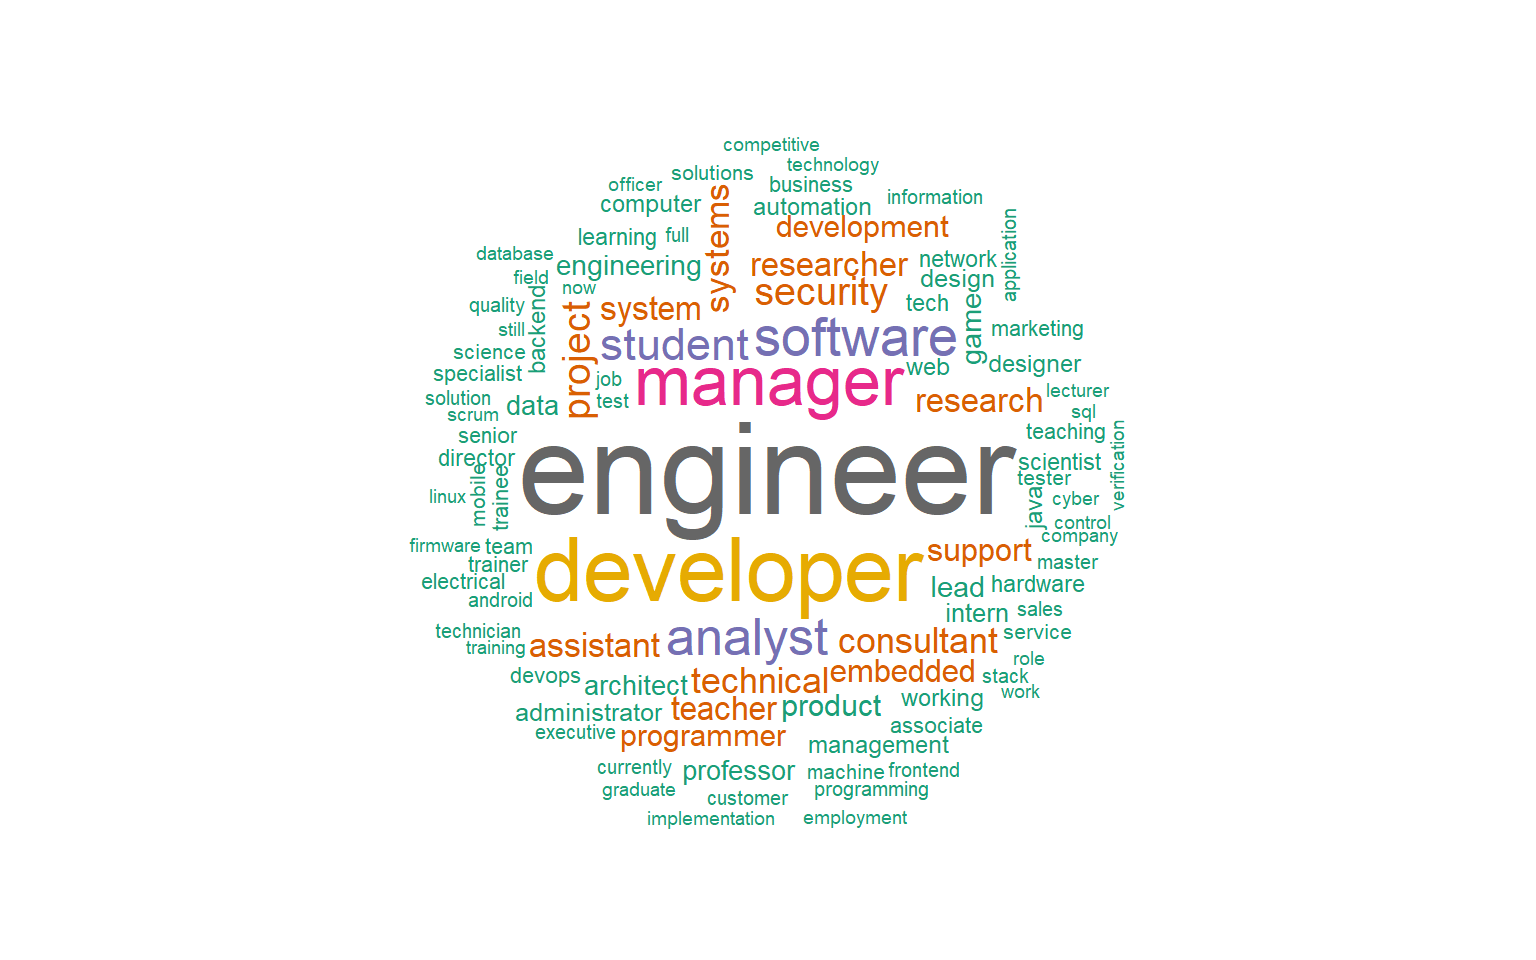 competitive
technology
solutions
officer
business
information
computer
automation
systems
development
application
learning
full
database
researcher
network
engineering
field
security
design
now
quality
backend
project
system
tech
game
still
student
software
marketing
science
specialist
job
manager
web
designer
solution
scrum
data
test
research
lecturer
sql
senior
teaching
director
engineer
scientist
tester
verification
linux
mobile
trainee
java
cyber
control
company
firmware
team
trainer
developer
support
master
electrical
android
lead
hardware
intern
sales
technician
training
assistant
analyst
consultant
service
role
devops
architect
technical
embedded
stack
work
administrator
teacher
product
working
executive
programmer
associate
management
currently
professor
machine
frontend
graduate
customer
programming
implementation
employment